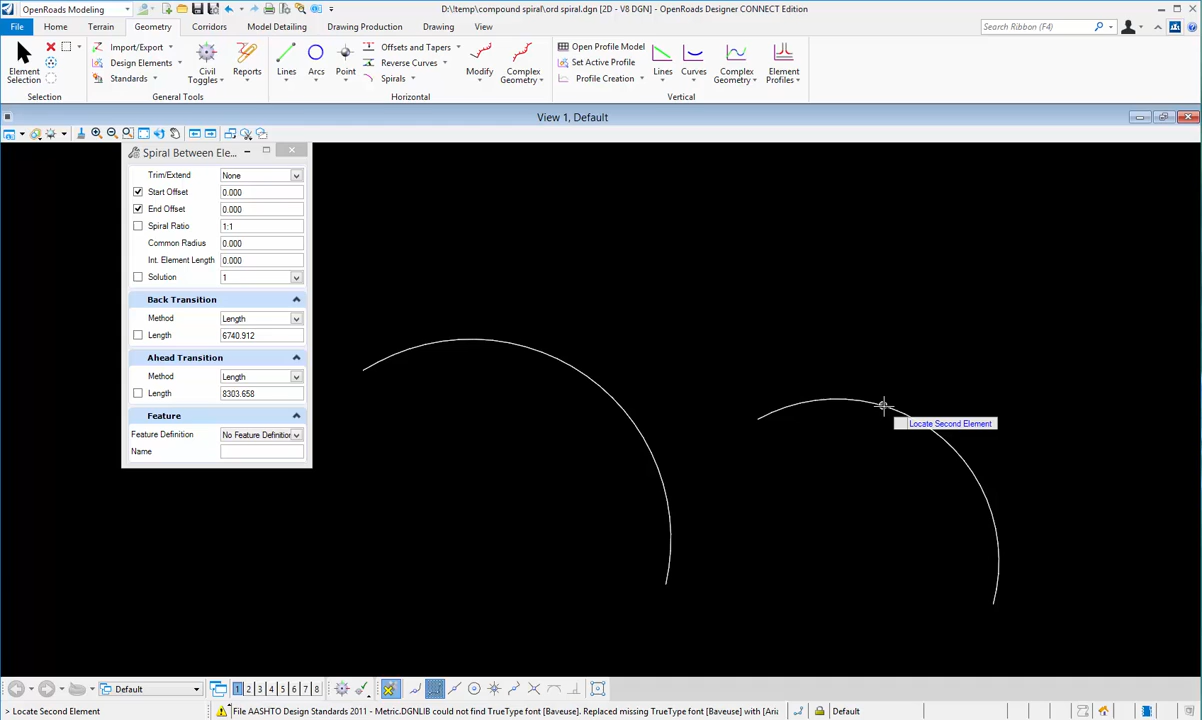 OpenRoads Modeling
D:\!temp\compound spiral\ord spiral.dgn [2D - V8 DGN] - OpenRoads Designer CONNECT Edition
File Home Terrain Geometry Corridors Model Detailing Drawing Production Drawing View
Search Ribbon (F4)
Element Selection
Selection
Import/Export
Design Elements
Standards
Civil Toggles
Reports
General Tools
Lines
Arcs
Point
Offsets and Tapers
Reverse Curves
Spirals
Modify
Complex Geometry
Horizontal
Open Profile Model
Set Active Profile
Profile Creation
Lines
Curves
Complex Geometry
Element Profiles
Vertical
View 1, Default
Spiral Between Ele...
Trim/Extend None
Start Offset 0.000
End Offset 0.000
Spiral Ratio 1:1
Common Radius 0.000
Int. Element Length 0.000
Solution 1
Back Transition
Method Length
Length 6740.912
Ahead Transition
Method Length
Length 8303.658
Feature
Feature Definition No Feature Definition
Name
Locate Second Element
Default
1 2 3 4 5 6 7 8
> Locate Second Element
File AASHTO Design Standards 2011 - Metric.DGNLIB could not find TrueType font [Baveuse]. Replaced missing TrueType font [Baveuse] with [Aria
Default